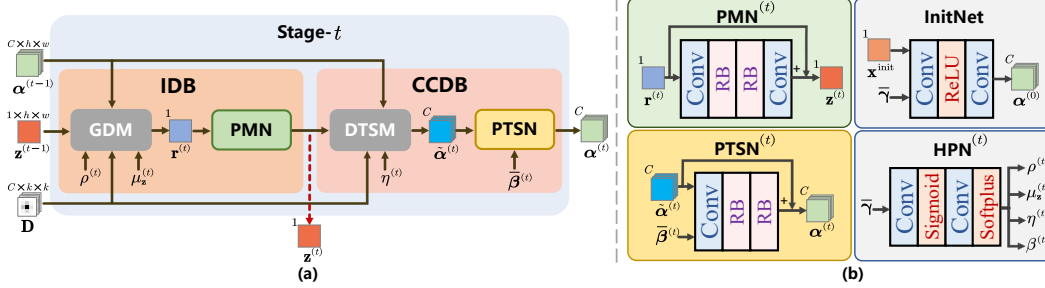 Stage-t
C × h × w
α^(t−1)
IDB
CCDB
1 × h × w
z^(t−1)
GDM
1
r^(t)
PMN
DTSM
C
α̃^(t)
PTSN
C
α^(t)
ρ^(t)
μ_z^(t)
η^(t)
β̅^(t)
C × k × k
D
1
z^(t)
(a)
PMN^(t)
1
r^(t)
Conv
RB
RB
Conv
+
1
z^(t)
InitNet
1
x^init
γ̅
Conv
ReLU
Conv
C
α^(0)
PTSN^(t)
C
α̃^(t)
β̅^(t)
Conv
RB
RB
+
C
α^(t)
HPN^(t)
γ̅
Conv
Sigmoid
Conv
Softplus
ρ^(t)
μ_z^(t)
η^(t)
β^(t)
(b)